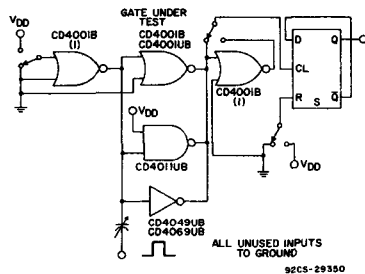 GATE UNDER
TEST
VDD
CD4001B
(1)
CD4001B
CD4001UB
VDD
CD4011UB
CD4001B
(1)
D Q
CL
R
S Q̅
VDD
CD4049UB
CD4069UB
ALL UNUSED INPUTS
TO GROUND
92CS-29350